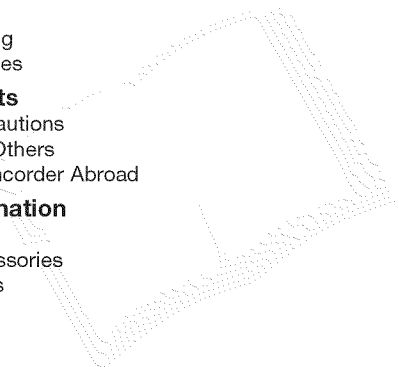 g
es
ts
autions
Others
corder Abroad
nation
ssories
s